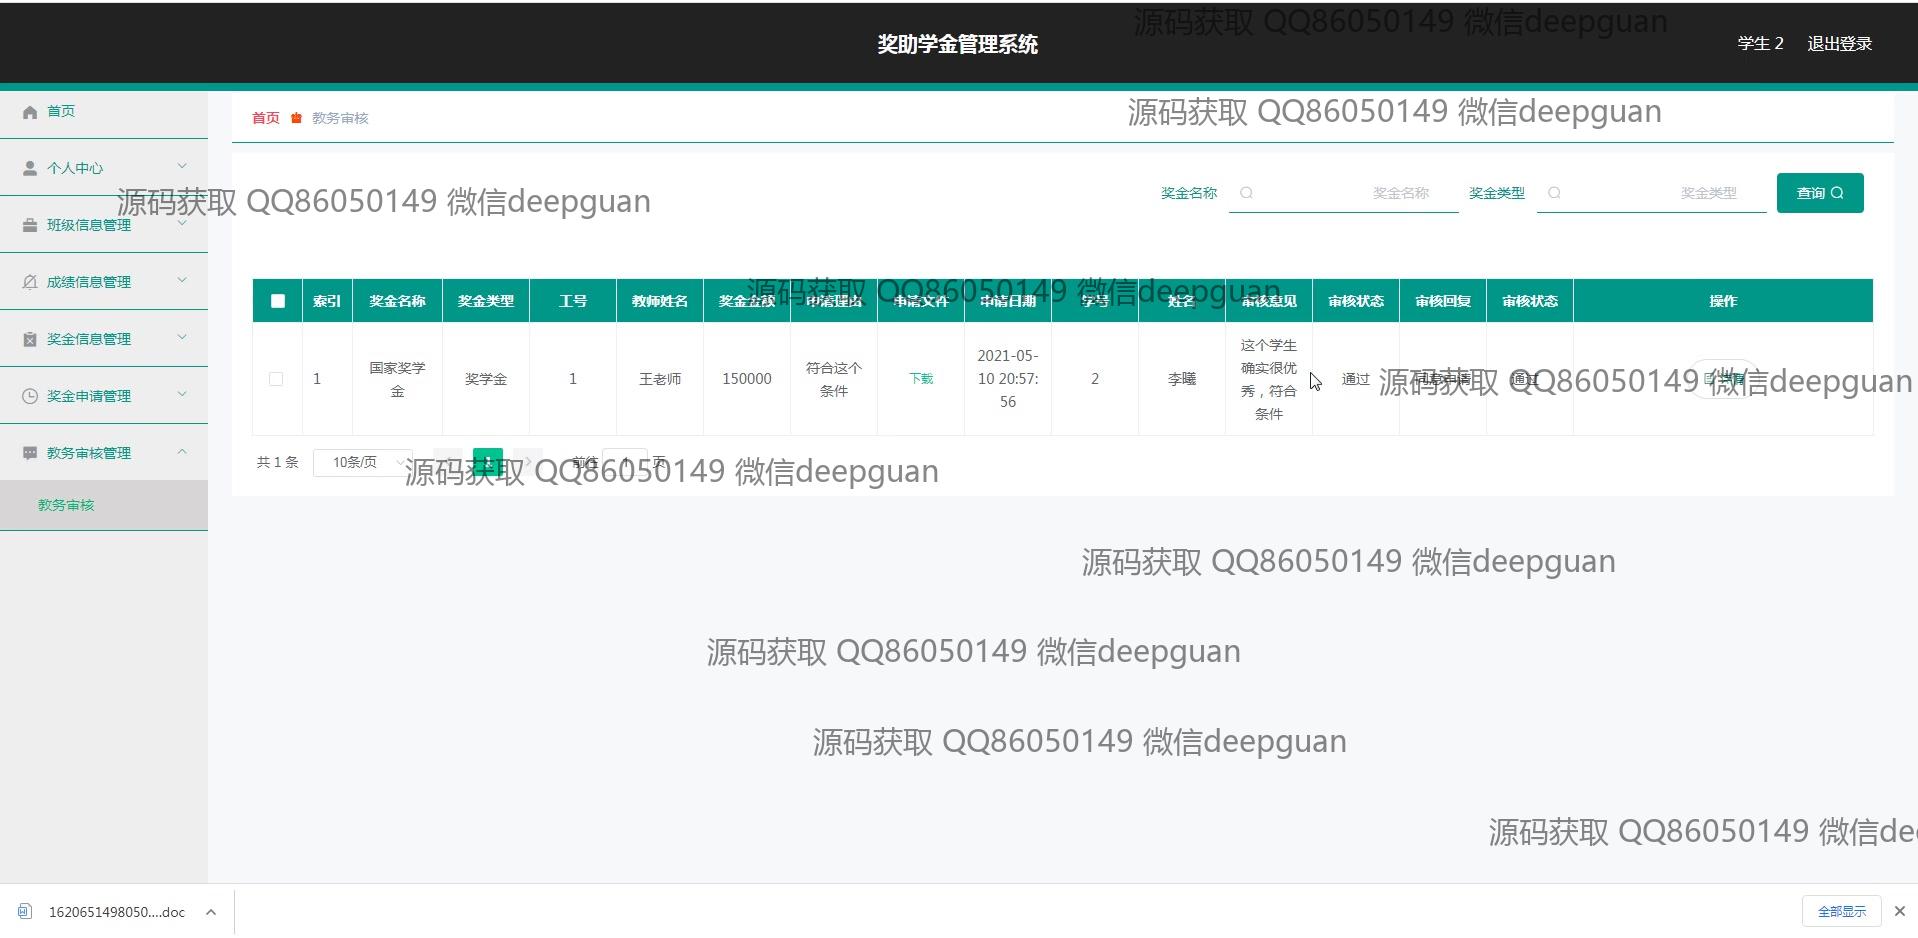 源码获取 QQ86050149 微信deepguan
奖助学金管理系统
学生 2
退出登录
首页
首页
教务审核
源码获取 QQ86050149 微信deepguan
个人中心
源码获取 QQ86050149 微信deepguan
奖金名称
奖金名称
奖金类型
奖金类型
查询
班级信息管理
成绩信息管理
源码获取 QQ86050149 微信deepguan
索引
奖金名称
奖金类型
工号
教师姓名
奖金金额
申请理由
申请文件
申请日期
学号
姓名
审核意见
审核状态
审核回复
审核状态
操作
奖金信息管理
1
国家奖学
金
奖学金
1
王老师
150000
符合这个
条件
下载
2021-05-
10 20:57:
56
2
李曦
这个学生
确实很优
秀，符合
条件
通过
同意申请
通过
详情
源码获取 QQ86050149 微信deepguan
奖金申请管理
教务审核管理
共 1 条
10条/页
1
前往
1
页
源码获取 QQ86050149 微信deepguan
教务审核
源码获取 QQ86050149 微信deepguan
源码获取 QQ86050149 微信deepguan
源码获取 QQ86050149 微信deepguan
源码获取 QQ86050149 微信de
1620651498050....doc
全部显示